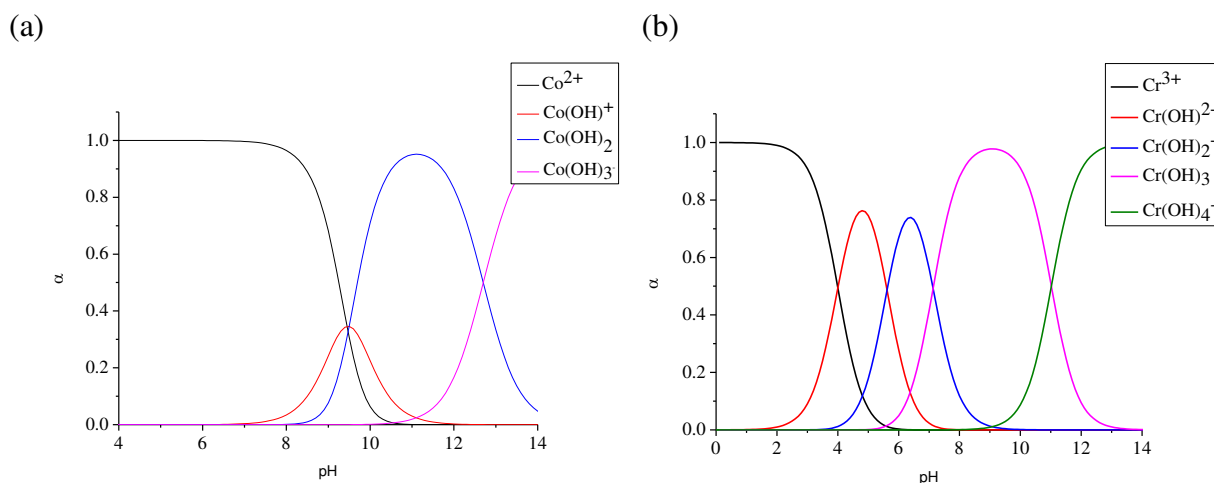 (a)
Co²⁺
Co(OH)⁺
Co(OH)₂
Co(OH)₃-
1.0
0.8
0.6
0.4
0.2
0.0
α
4 6 8 10 12 14
pH
(b)
Cr³⁺
Cr(OH)²⁺
Cr(OH)₂⁺
Cr(OH)₃
Cr(OH)₄⁻
1.0
0.8
0.6
0.4
0.2
0.0
α
0 2 4 6 8 10 12 14
pH